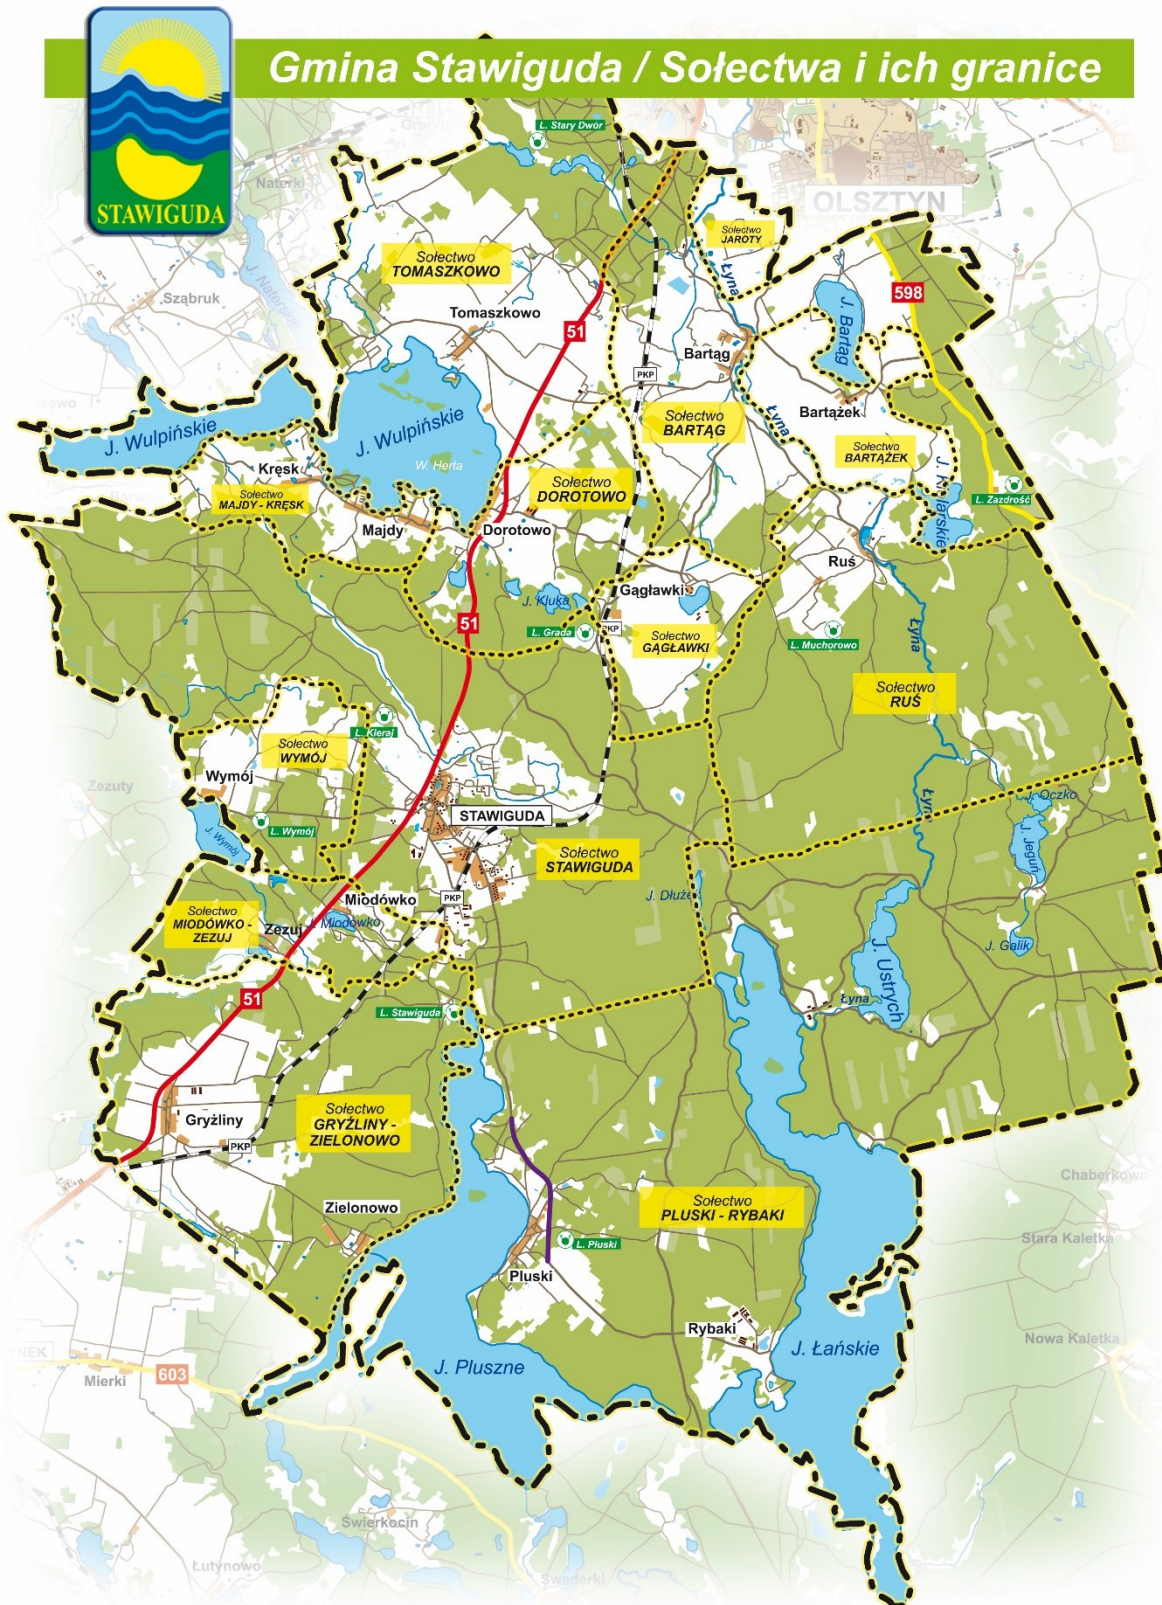 Gmina Stawiguda / Sołectwa i ich granice
STAWIGUDA
L. Stary Dwór
Naterki
OLSZTYN
Sołectwo
JAROTY
Sołectwo
TOMASZKOWO
Łyna
J. Naterskie
Sząbruk
598
J. Bartąg
Tomaszkowo
51
Bartąg
PKP
Bartążek
Łyna
Sołectwo
BARTĄG
J. Wulpińskie
J. Wulpińskie
W. Herta
Kręsk
Sołectwo
BARTĄŻEK
Sołectwo
DOROTOWO
Sołectwo
MAJDY - KRĘSK
L. Zazdrość
Majdy
Dorotowo
Ruś
Gągławki
J. Kluka
51
L. Grada
PKP
Sołectwo
GĄGŁAWKI
L. Muchorowo
Łyna
Sołectwo
RUŚ
L. Kieraj
Sołectwo
WYMÓJ
Wymój
Zezuty
Łyna
J. Oczko
STAWIGUDA
L. Wymój
J. Wymój
J. Jeguń
Sołectwo
STAWIGUDA
J. Dłużek
Miodówko
PKP
Sołectwo
MIODÓWKO -
ZEZUJ
Zezuj
J. Miodówko
J. Galik
J. Ustrych
51
Łyna
L. Stawiguda
Gryźliny
Sołectwo
GRYŹLINY -
ZIELONOWO
PKP
Chaberkowo
Sołectwo
PLUSKI - RYBAKI
Zielonowo
L. Pluski
Stara Kaletka
Pluski
Rybaki
J. Łańskie
Nowa Kaletka
J. Pluszne
Mierki
603
Świerkocin
Łutynowo
Swaderki